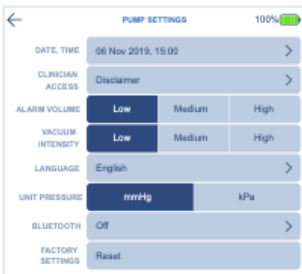 PUMP SETTINGS 100%
DATE, TIME 06 Nov 2019, 15:00
CLINICIAN
ACCESS
Disclaimer
ALARM VOLUME Low Medium High
VACUUM
INTENSITY
Low Medium High
LANGUAGE English
UNIT PRESSURE mmHg kPa
BLUETOOTH Off
FACTORY
SETTINGS
Reset